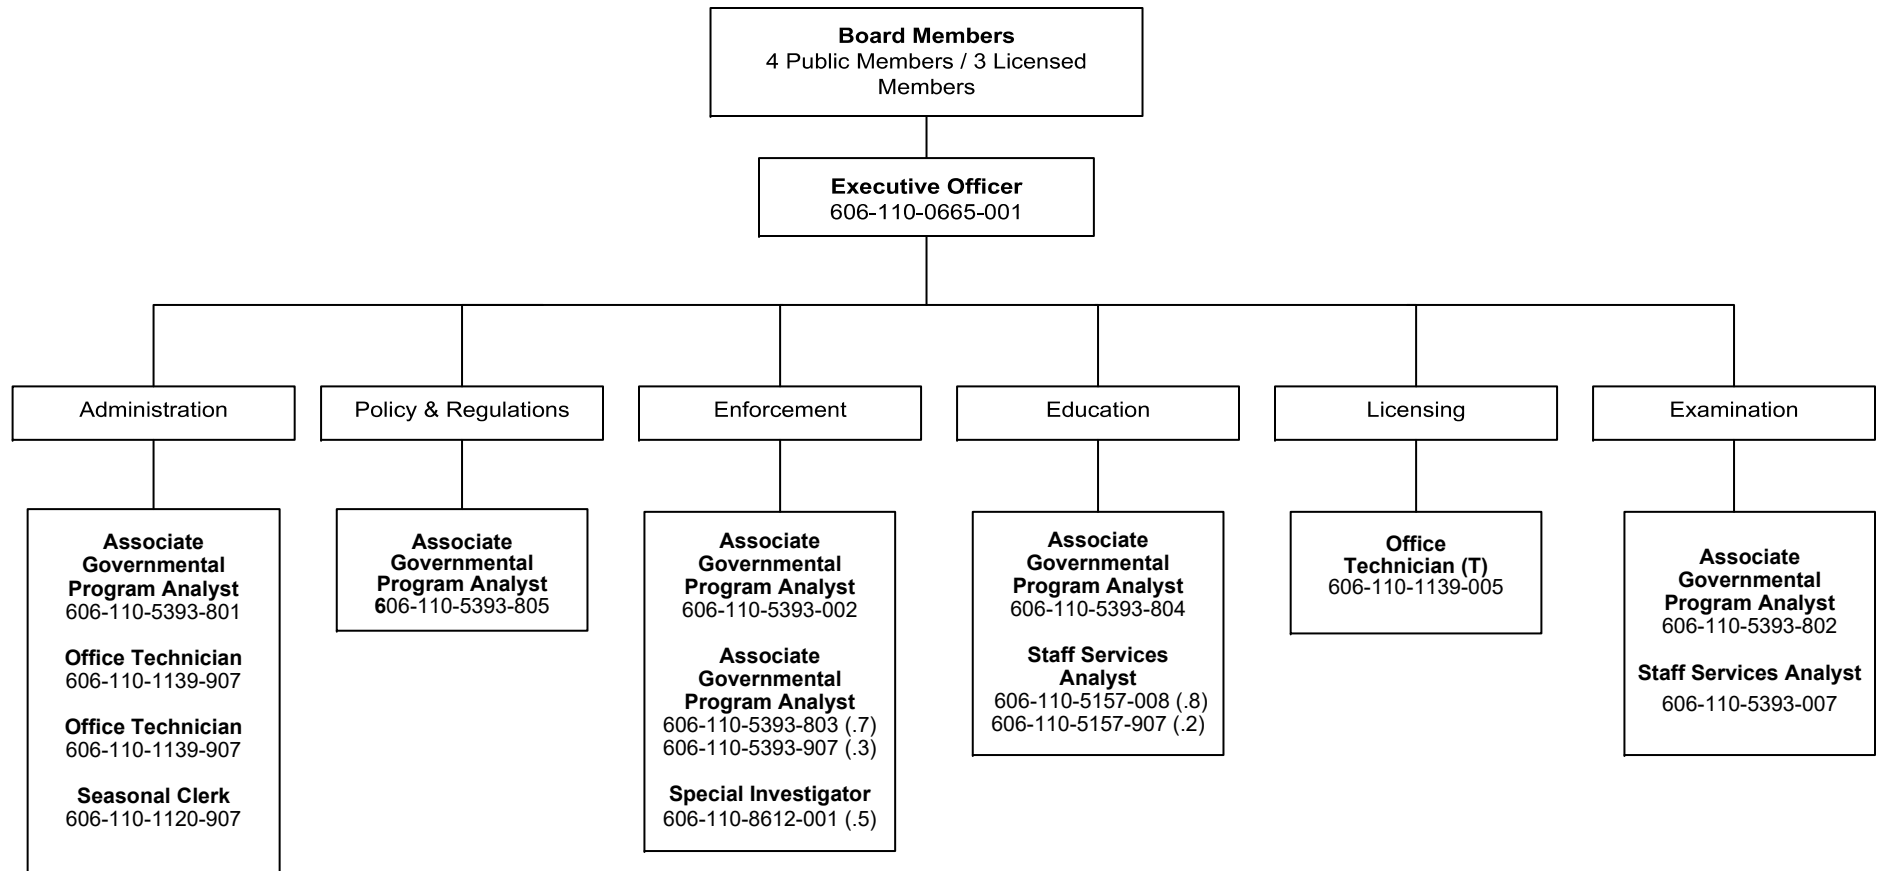 Board Members
4 Public Members / 3 Licensed
Members
Executive Officer
606-110-0665-001
Administration
Policy & Regulations
Enforcement
Education
Licensing
Examination
Associate
Governmental
Program Analyst
606-110-5393-801
Office Technician
606-110-1139-907
Office Technician
606-110-1139-907
Seasonal Clerk
606-110-1120-907
Associate
Governmental
Program Analyst
606-110-5393-805
Associate
Governmental
Program Analyst
606-110-5393-002
Associate
Governmental
Program Analyst
606-110-5393-803 (.7)
606-110-5393-907 (.3)
Special Investigator
606-110-8612-001 (.5)
Associate
Governmental
Program Analyst
606-110-5393-804
Staff Services
Analyst
606-110-5157-008 (.8)
606-110-5157-907 (.2)
Office
Technician (T)
606-110-1139-005
Associate
Governmental
Program Analyst
606-110-5393-802
Staff Services Analyst
606-110-5393-007